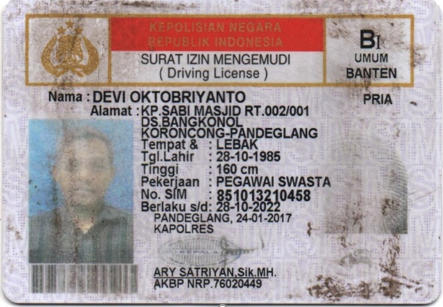 KEPOLISIAN NEGARA
REPUBLIK INDONESIA
SURAT IZIN MENGEMUDI
( Driving License )
BI
UMUM
BANTEN
Nama : DEVI OKTOBRIYANTO
PRIA
Alamat : KP.SABI MASJID RT.002/001
DS.BANGKONOL
KORONCONG-PANDEGLANG
Tempat & : LEBAK
Tgl.Lahir : 28-10-1985
Tinggi : 160 cm
Pekerjaan : PEGAWAI SWASTA
No. SIM : 851013210458
Berlaku s/d: 28-10-2022
PANDEGLANG, 24-01-2017
KAPOLRES
ARY SATRIYAN,Sik.MH.
AKBP NRP.76020449